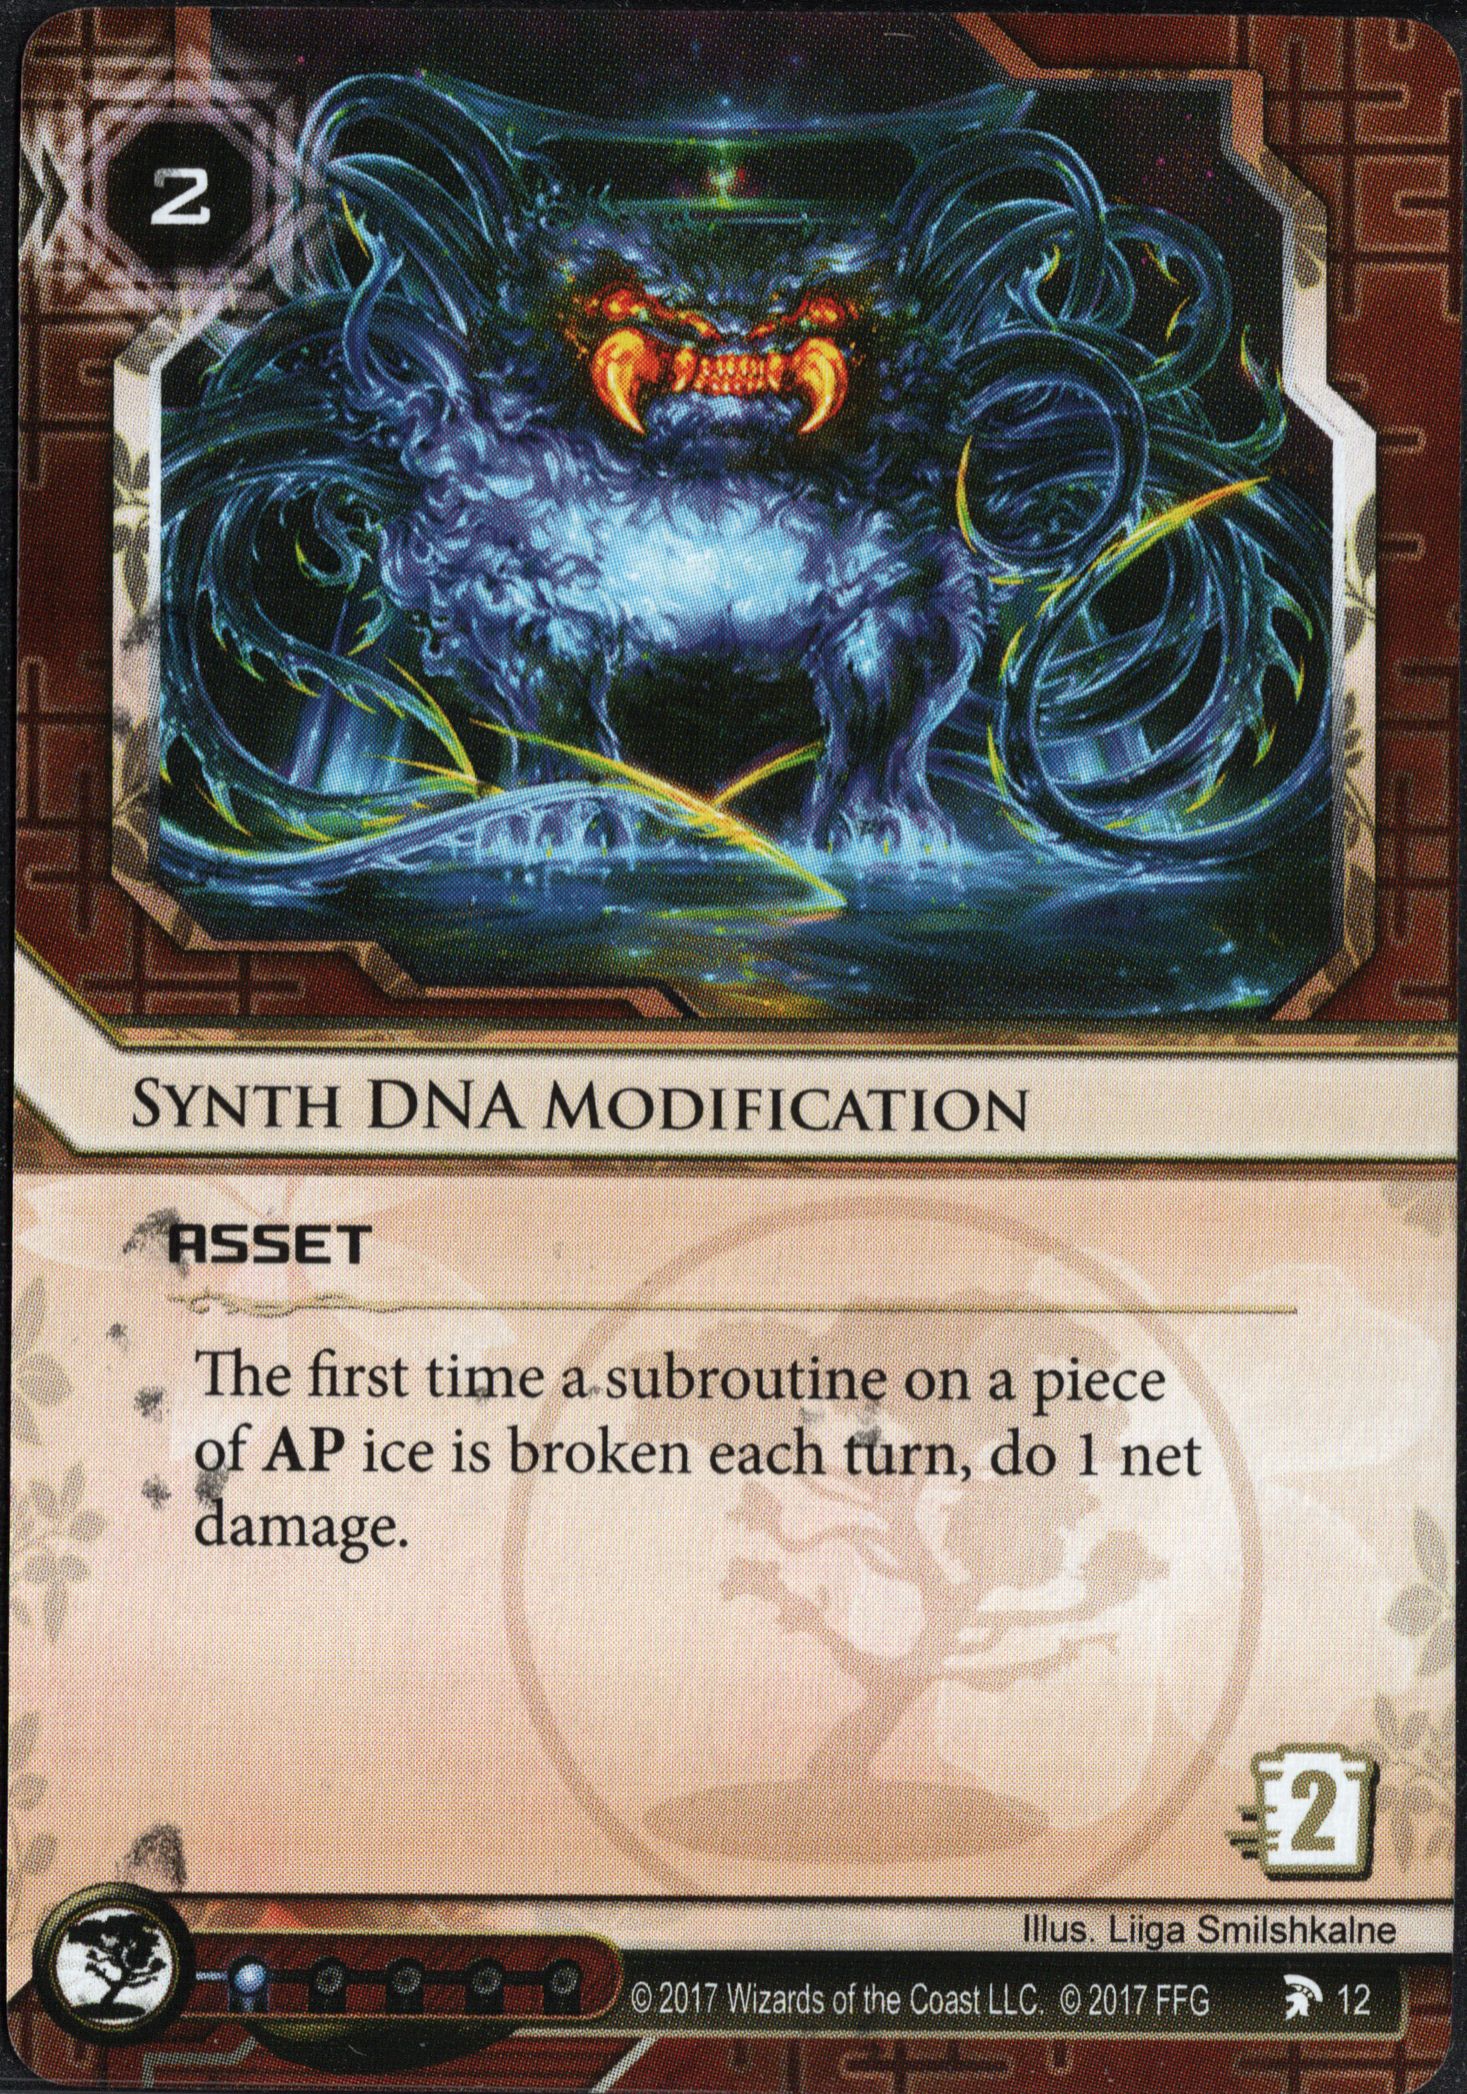 2
SYNTH DNA MODIFICATION
ASSET
The first time a subroutine on a piece
of AP ice is broken each turn, do 1 net
damage.
2
Illus. Liiga Smilshkalne
© 2017 Wizards of the Coast LLC. © 2017 FFG 12